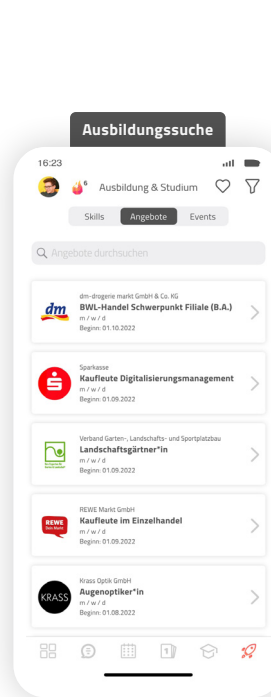 Ausbildungssuche
16:23
6
Ausbildung & Studium
Skills
Angebote
Events
Angebote durchsuchen
dm
dm-drogerie markt GmbH & Co. KG
BWL-Handel Schwerpunkt Filiale (B.A.)
m / w / d
Beginn: 01.10.2022
Sparkasse
Kaufleute Digitalisierungsmanagement
m / w / d
Beginn: 01.09.2022
Verband Garten-, Landschafts- und Sportplatzbau
Landschaftsgärtner*in
m / w / d
Beginn: 01.09.2022
REWE
Dein Markt
REWE Markt GmbH
Kaufleute im Einzelhandel
m / w / d
Beginn: 01.09.2022
KRASS
Krass Optik GmbH
Augenoptiker*in
m / w / d
Beginn: 01.08.2022
1